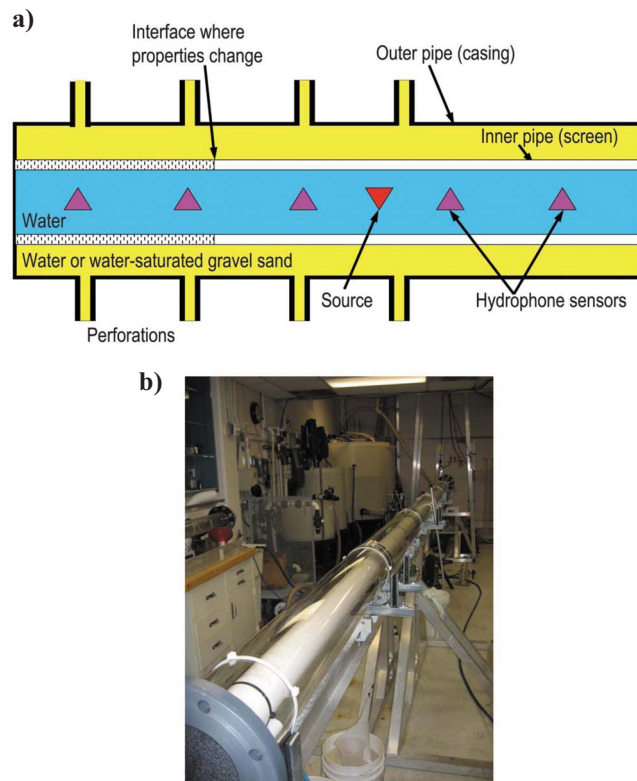 a)
Interface where
properties change
Outer pipe (casing)
Inner pipe (screen)
Water
Water or water-saturated gravel sand
Source
Hydrophone sensors
Perforations
b)